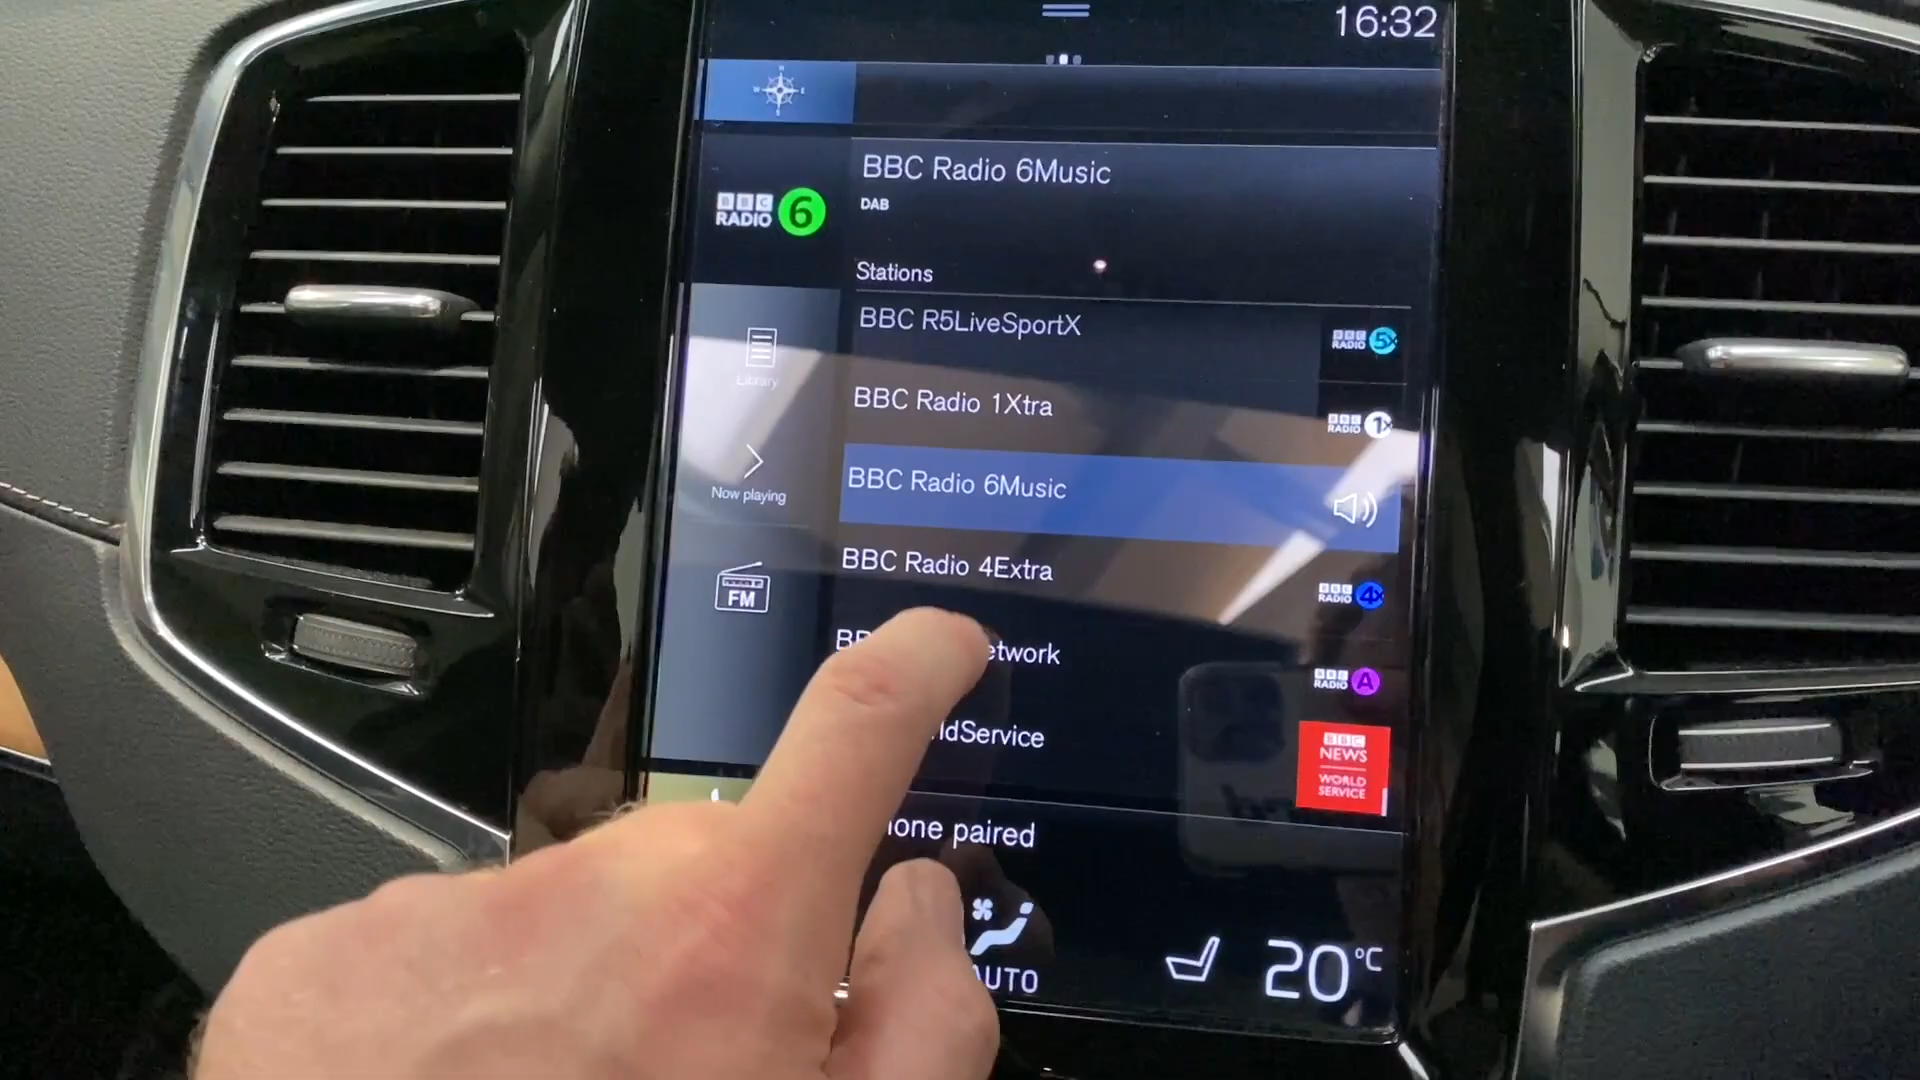 16:32
N
W E
S
BBC Radio 6Music
DAB
BBC RADIO 6
Stations
BBC R5LiveSportX
BBC RADIO 5x
Library
BBC Radio 1Xtra
BBC RADIO 1x
BBC Radio 6Music
Now playing
BBC Radio 4Extra
BBC RADIO 4x
FM
etwork
BBC RADIO A
ldService
BBC NEWS
WORLD SERVICE
one paired
AUTO
20°C